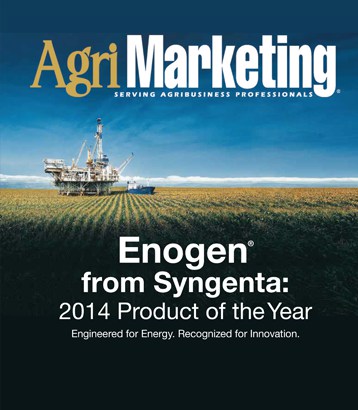 Agri Marketing®
SERVING AGRIBUSINESS PROFESSIONALS
Enogen®
from Syngenta:
2014 Product of the Year
Engineered for Energy. Recognized for Innovation.